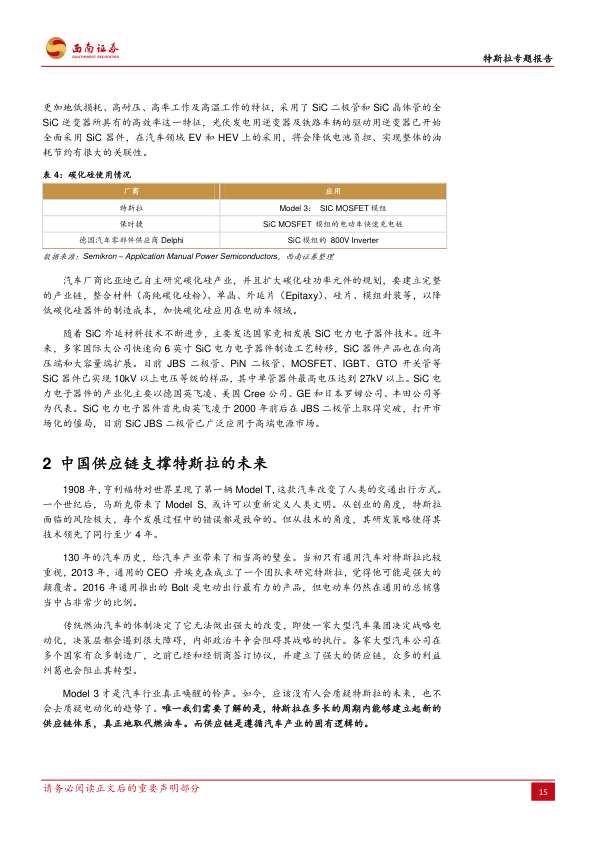 西南证券
SOUTHWEST SECURITIES
特斯拉专题报告
更加地低损耗、高耐压、高率工作及高温工作的特征，采用了 SiC 二极管和 SiC 晶体管的全
SiC 逆变器所具有的高效率这一特征，光伏发电用逆变器及铁路车辆的驱动用逆变器已开始
全面采用 SiC 器件，在汽车领域 EV 和 HEV 上的采用，将会降低电池负担、实现整体的油
耗节约有很大的关联性。
表 4：碳化硅使用情况
厂商 应用
特斯拉 Model 3： SIC MOSFET 模组
保时捷 SiC MOSFET 模组的电动车快速充电桩
德国汽车零部件供应商 Delphi SiC 模组的 800V Inverter
数据来源：Semikron – Application Manual Power Semiconductors，西南证券整理
汽车厂商比亚迪已自主研究碳化硅产业，并且扩大碳化硅功率元件的规划，要建立完整
的产业链，整合材料（高纯碳化硅粉）、单晶、外延片（Epitaxy）、硅片、模组封装等，以降
低碳化硅器件的制造成本，加快碳化硅应用在电动车领域。
随着 SiC 外延材料技术不断进步，主要发达国家竞相发展 SiC 电力电子器件技术。近年
来，多家国际大公司快速向 6 英寸 SiC 电力电子器件制造工艺转移，SiC 器件产品也在向高
压端和大容量端扩展。目前 JBS 二极管、PiN 二极管、MOSFET、IGBT、GTO 开关管等
SiC 器件已实现 10kV 以上电压等级的样品，其中单管器件最高电压达到 27kV 以上。SiC 电
力电子器件的产业化主要以德国英飞凌、美国 Cree 公司、GE 和日本罗姆公司、丰田公司等
为代表。SiC 电力电子器件首先由英飞凌于 2000 年前后在 JBS 二极管上取得突破，打开市
场化的僵局，目前 SiC JBS 二极管已广泛应用于高端电源市场。
2 中国供应链支撑特斯拉的未来
1908 年，亨利福特对世界呈现了第一辆 Model T，这款汽车改变了人类的交通出行方式。
一个世纪后，马斯克带来了 Model S，或许可以重新定义人类文明。从创业的角度，特斯拉
面临的风险极大，每个发展过程中的错误都是致命的。但从技术的角度，其研发策略使得其
技术领先了同行至少 4 年。
130 年的汽车历史，给汽车产业带来了相当高的壁垒。当初只有通用汽车对特斯拉比较
重视，2013 年，通用的 CEO 丹埃克森成立了一个团队来研究特斯拉，觉得他可能是强大的
颠覆者。2016 年通用推出的 Bolt 是电动出行最有力的产品，但电动车仍然在通用的总销售
当中占非常少的比例。
传统燃油汽车的体制决定了它无法做出强大的改变，即使一家大型汽车集团决定战略电
动化，决策层都会遇到很大障碍，内部政治斗争会阻碍其战略的执行。各家大型汽车公司在
多个国家有众多制造厂，之前已经和经销商签订协议，并建立了强大的供应链，众多的利益
纠葛也会阻止其转型。
Model 3 才是汽车行业真正唤醒的铃声。如今，应该没有人会质疑特斯拉的未来，也不
会去质疑电动化的趋势了。唯一我们需要了解的是，特斯拉在多长的周期内能够建立起新的
供应链体系，真正地取代燃油车。而供应链是遵循汽车产业的固有逻辑的。
请务必阅读正文后的重要声明部分
15